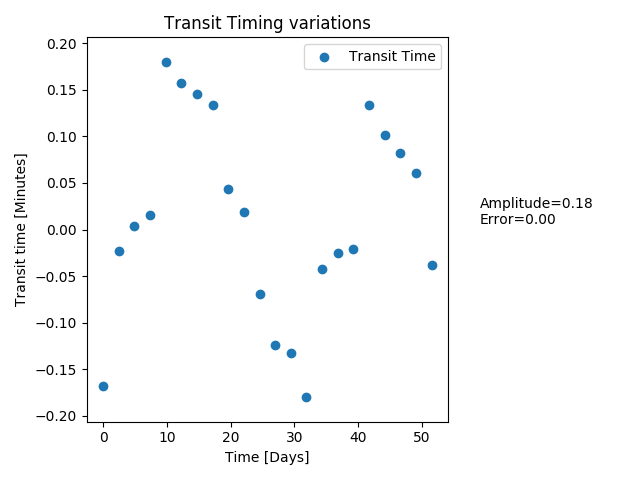 Transit Timing variations
Transit Time
Transit time [Minutes]
0.20
0.15
0.10
0.05
0.00
−0.05
−0.10
−0.15
−0.20
0 10 20 30 40 50
Time [Days]
Amplitude=0.18
Error=0.00